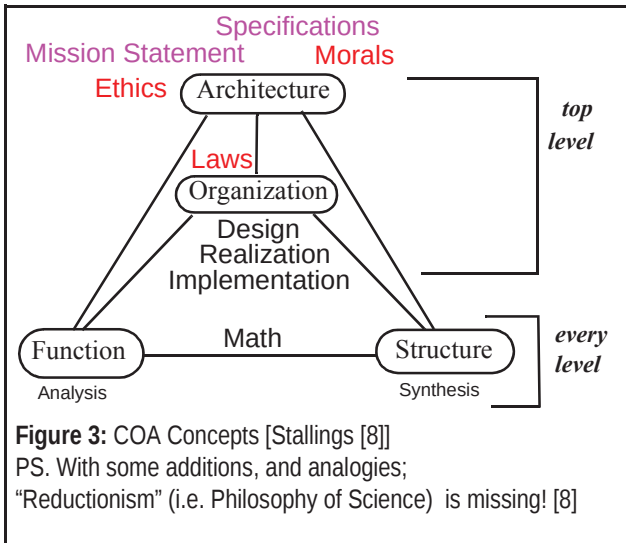 Specifications
Mission Statement
Morals
Ethics
Architecture
top
level
Laws
Organization
Design
Realization
Implementation
Function
Math
Structure
every
level
Analysis
Synthesis
Figure 3: COA Concepts [Stallings [8]]
PS. With some additions, and analogies;
“Reductionism” (i.e. Philosophy of Science) is missing! [8]